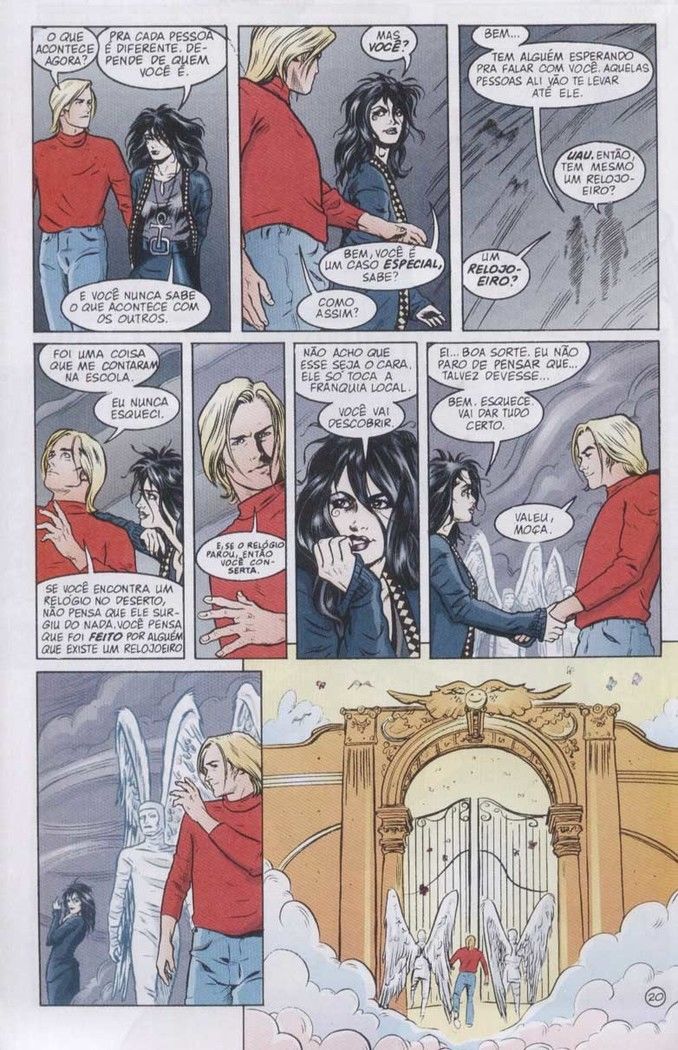 O QUE
ACONTECE
AGORA?
PRA CADA PESSOA
É DIFERENTE. DE-
PENDE DE QUEM
VOCÊ É.
E VOCÊ NUNCA SABE
O QUE ACONTECE COM
OS OUTROS.
MAS
VOCÊ?
BEM, VOCÊ É
UM CASO ESPECIAL,
SABE?
COMO
ASSIM?
BEM...
TEM ALGUÉM ESPERANDO
PRA FALAR COM VOCÊ. AQUELAS
PESSOAS ALI VÃO TE LEVAR
ATÉ ELE.
UAU. ENTÃO,
TEM MESMO
UM RELOJO-
EIRO?
UM
RELOJO-
EIRO?
FOI UMA COISA
QUE ME CONTARAM
NA ESCOLA.
EU NUNCA
ESQUECI.
SE VOCÊ ENCONTRA UM
RELÓGIO NO DESERTO,
NÃO PENSA QUE ELE SUR-
GIU DO NADA. VOCÊ PENSA
QUE FOI FEITO POR ALGUÉM
QUE EXISTE UM RELOJOEIRO
E, SE O RELÓGIO
PAROU, ENTÃO
VOCÊ CON-
SERTA.
NÃO ACHO QUE
ESSE SEJA O CARA.
ELE SÓ TOCA A
FRANQUIA LOCAL.
VOCÊ VAI
DESCOBRIR.
EI... BOA SORTE. EU NÃO
PARO DE PENSAR QUE...
TALVEZ DEVESSE...
BEM. ESQUECE
VAI DAR TUDO
CERTO.
VALEU,
MOÇA.
20